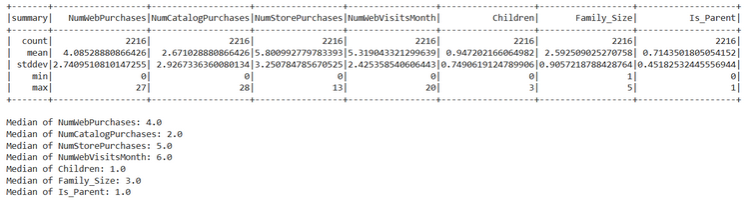 +-------+------------------+-------------------+------------------+------------------+------------------+------------------+-------------------+
|summary|   NumWebPurchases|NumCatalogPurchases| NumStorePurchases| NumWebVisitsMonth|          Children|       Family_Size|          Is_Parent|
+-------+------------------+-------------------+------------------+------------------+------------------+------------------+-------------------+
|  count|              2216|               2216|              2216|              2216|              2216|              2216|               2216|
|   mean|  4.08528880866426|  2.671028880866426|5.800992779783393|5.319043321299639|0.947202166064982|2.592509025270758|0.7143501805054152|
| stddev|2.7409510810147255| 2.9267336360080134|3.250784785670525|2.425358540606443|0.7490619124789906|0.9057218788428764|0.45182532445556944|
|    min|                 0|                  0|                 0|                 0|                 0|                 1|                  0|
|    max|                27|                 28|                13|                20|                 3|                 5|                  1|
+-------+------------------+-------------------+------------------+------------------+------------------+------------------+-------------------+
Median of NumWebPurchases: 4.0
Median of NumCatalogPurchases: 2.0
Median of NumStorePurchases: 5.0
Median of NumWebVisitsMonth: 6.0
Median of Children: 1.0
Median of Family_Size: 3.0
Median of Is_Parent: 1.0